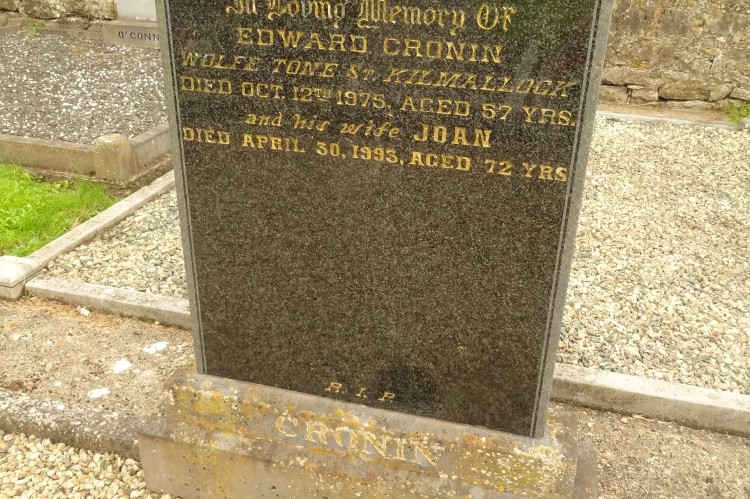 O'CONN
In Loving Memory Of
EDWARD CRONIN
WOLFE TONE ST. KILMALLOCK
DIED OCT. 12TH 1975, AGED 57 YRS.
and his wife JOAN
DIED APRIL 30, 1995, AGED 72 YRS
R.I.P
CRONIN